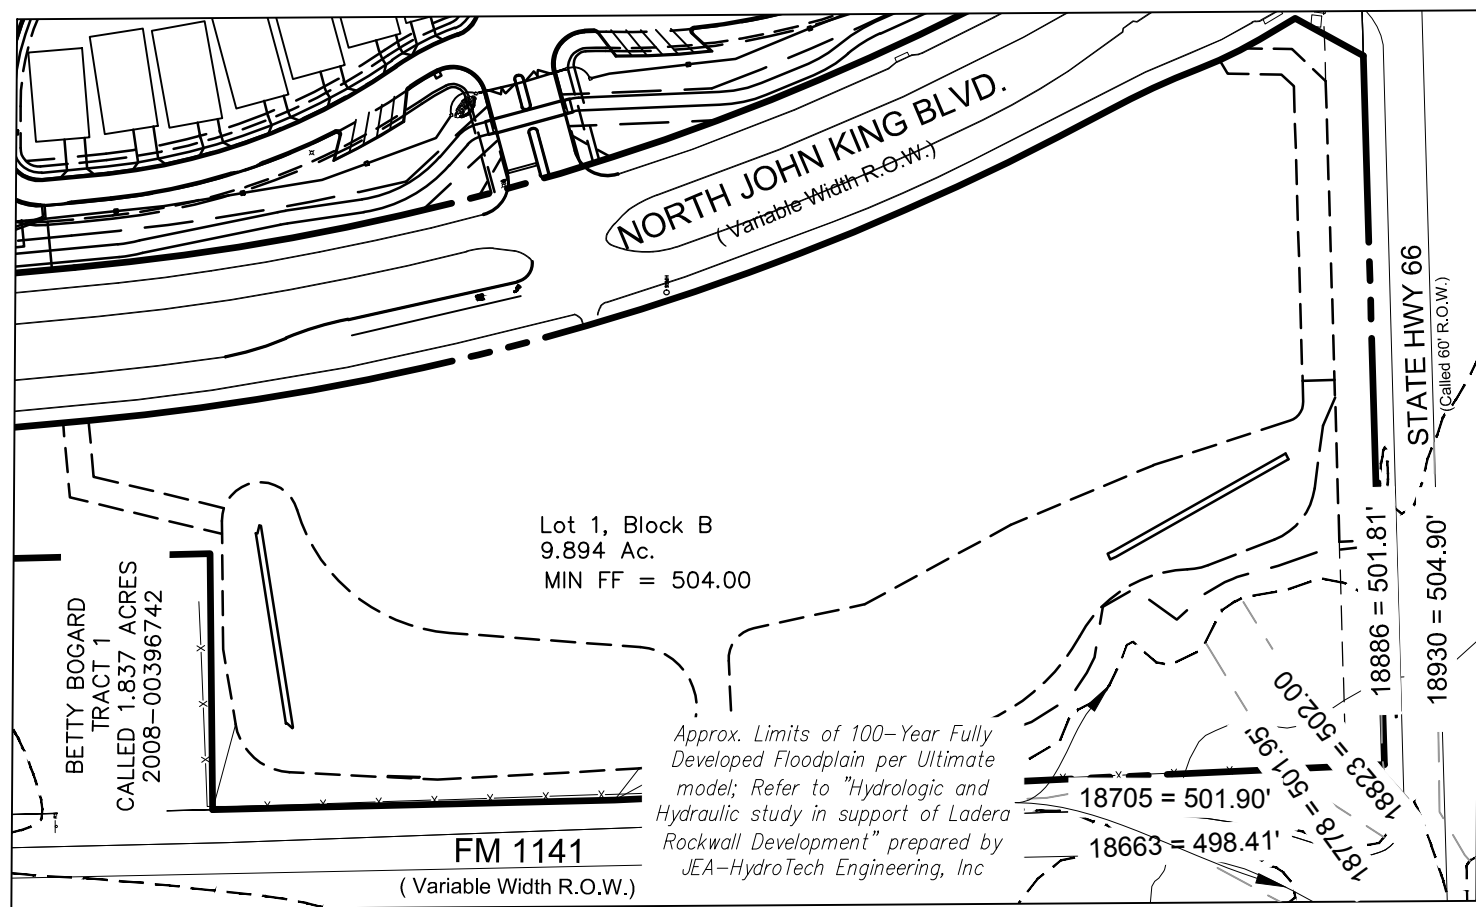 NORTH JOHN KING BLVD.
( Variable Width R.O.W.)
STATE HWY 66
(Called 60' R.O.W.)
Lot 1, Block B
9.894 Ac.
MIN FF = 504.00
BETTY BOGARD
TRACT 1
CALLED 1.837 ACRES
2008-00396742
18886 = 501.81'
18930 = 504.90'
18823 = 502.00
18778 = 501.95'
18705 = 501.90'
18663 = 498.41'
Approx. Limits of 100-Year Fully
Developed Floodplain per Ultimate
model; Refer to "Hydrologic and
Hydraulic study in support of Ladera
Rockwall Development" prepared by
JEA-HydroTech Engineering, Inc
FM 1141
( Variable Width R.O.W.)